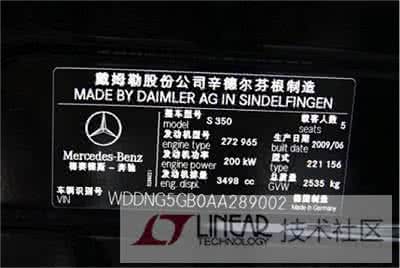 戴姆勒股份公司辛德尔芬根制造
MADE BY DAIMLER AG IN SINDELFINGEN
整车型号 S 350 载客人数 5
model seats
发动机型号 272 965 生产日期 2009/06
engine type built date
发动机功率 200 kW 型式 221 156
engine power type
发动机排量 3498 cc 总质量 2535 kg
eng. displ. GVW
Mercedes-Benz
梅赛德斯-奔驰
车辆识别号
VIN WDDNG5GB0AA289002
Made in Germany
LINEAR 技术社区
TECHNOLOGY